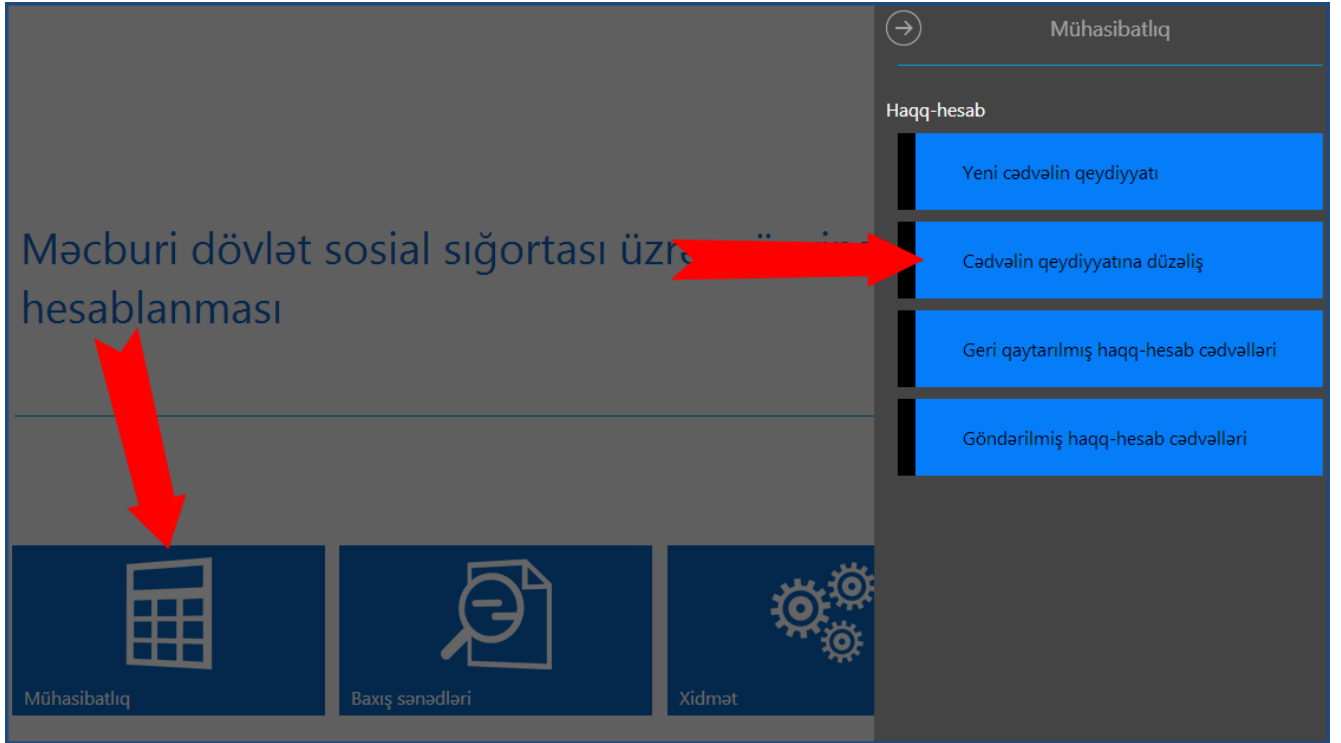 Mühasibatlıq
Haqq-hesab
Yeni cədvəlin qeydiyyatı
Cədvəlin qeydiyyatına düzəliş
Geri qaytarılmış haqq-hesab cədvəlləri
Göndərilmiş haqq-hesab cədvəlləri
Məcburi dövlət sosial sığortası
hesablanması
Mühasibatlıq
Baxış sənədləri
Xidmət